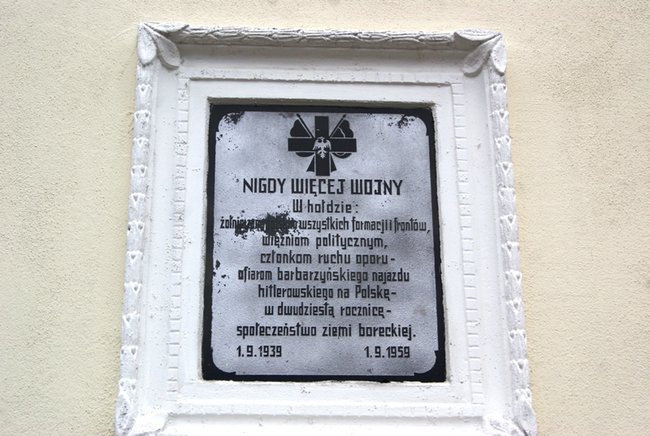 NIGDY WIĘCEJ WOJNY
W hołdzie:
wszystkich formacji i frontów,
więźniom politycznym,
członkom ruchu oporu-
ofiarom barbarzyńskiego najazdu
hitlerowskiego na Polskę-
w dwudziestą rocznicę-
społeczeństwo ziemi boreckiej.
1.9.1939 1.9.1959